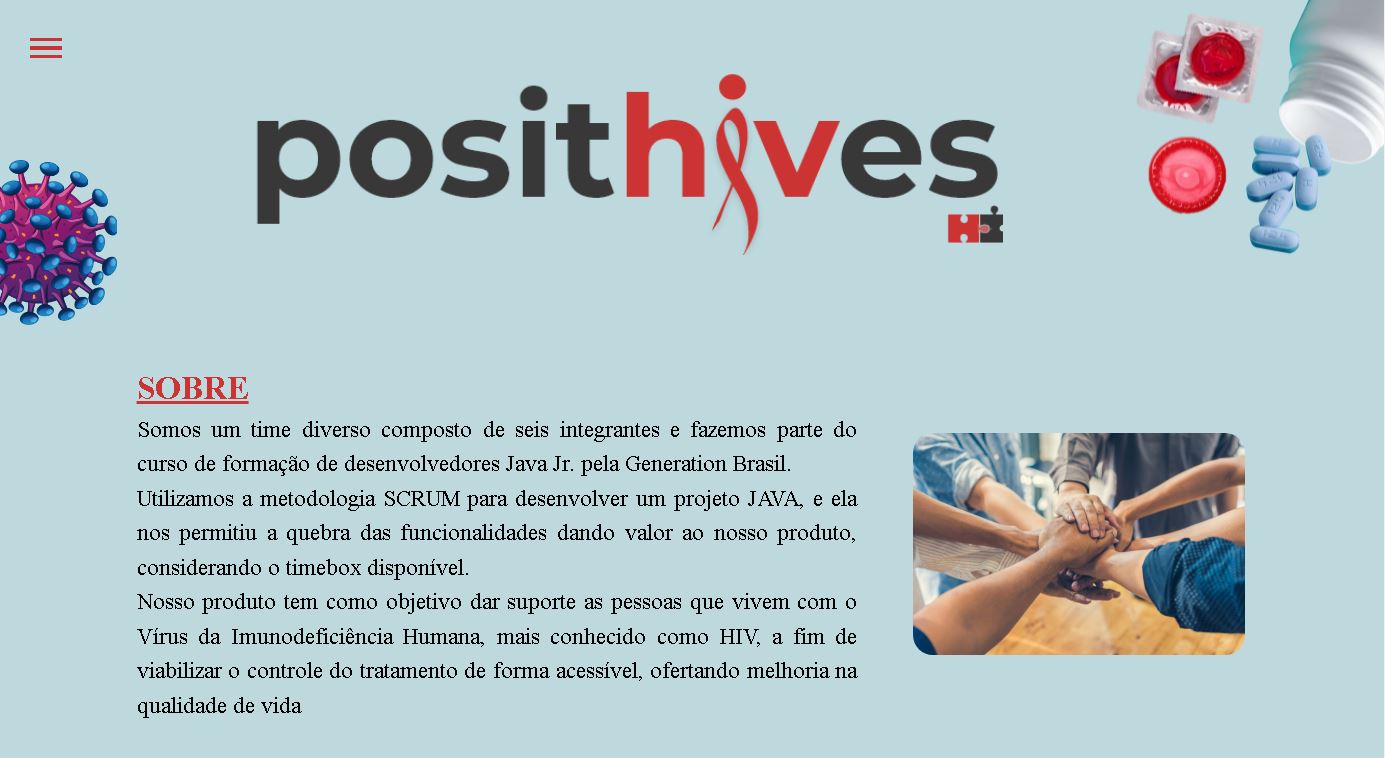 posithives
SOBRE
Somos um time diverso composto de seis integrantes e fazemos parte do
curso de formação de desenvolvedores Java Jr. pela Generation Brasil.
Utilizamos a metodologia SCRUM para desenvolver um projeto JAVA, e ela
nos permitiu a quebra das funcionalidades dando valor ao nosso produto,
considerando o timebox disponível.
Nosso produto tem como objetivo dar suporte as pessoas que vivem com o
Vírus da Imunodeficiência Humana, mais conhecido como HIV, a fim de
viabilizar o controle do tratamento de forma acessível, ofertando melhoria na
qualidade de vida